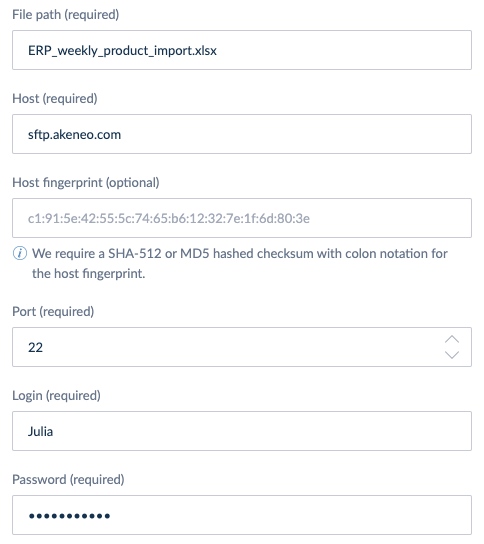 File path (required)
ERP_weekly_product_import.xlsx
Host (required)
sftp.akeneo.com
Host fingerprint (optional)
c1:91:5e:42:55:5c:74:65:b6:12:32:7e:1f:6d:80:3e
We require a SHA-512 or MD5 hashed checksum with colon notation for
the host fingerprint.
Port (required)
22
Login (required)
Julia
Password (required)
•••••••••••